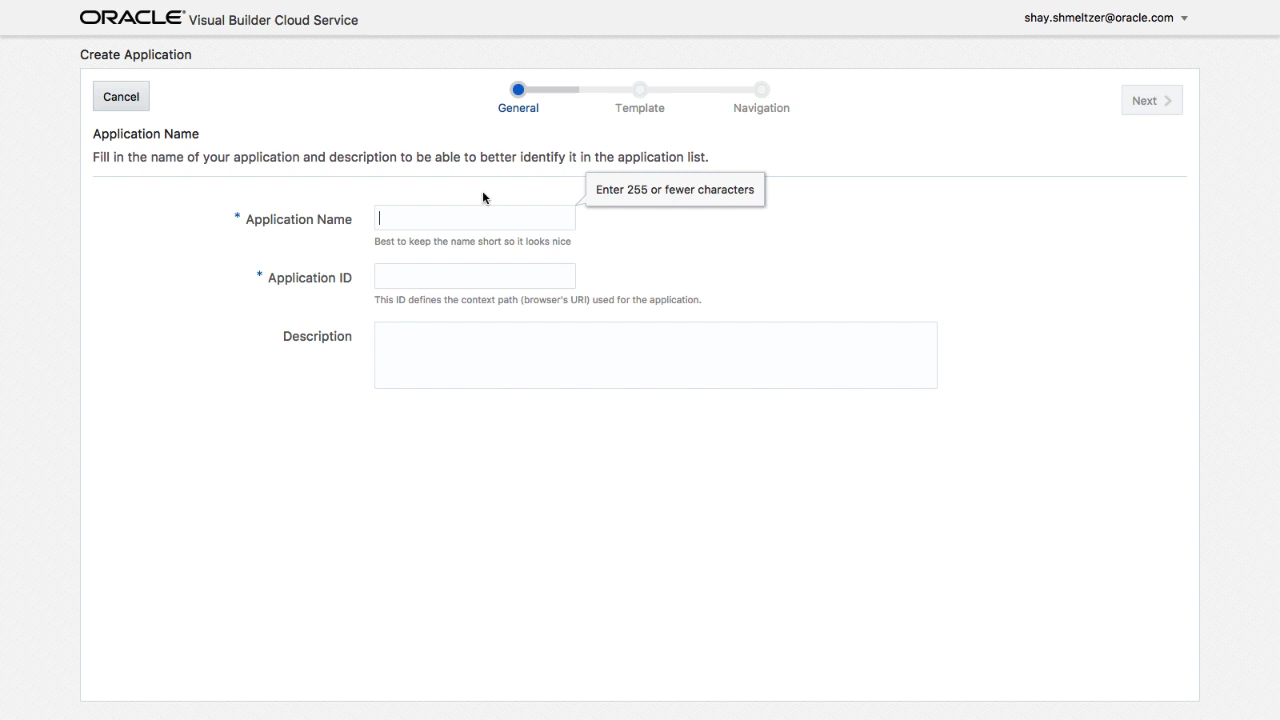 ORACLE Visual Builder Cloud Service
shay.shmeltzer@oracle.com
Create Application
Cancel
General
Template
Navigation
Next
Application Name
Fill in the name of your application and description to be able to better identify it in the application list.
Enter 255 or fewer characters
* Application Name
Best to keep the name short so it looks nice
* Application ID
This ID defines the context path (browser's URI) used for the application.
Description